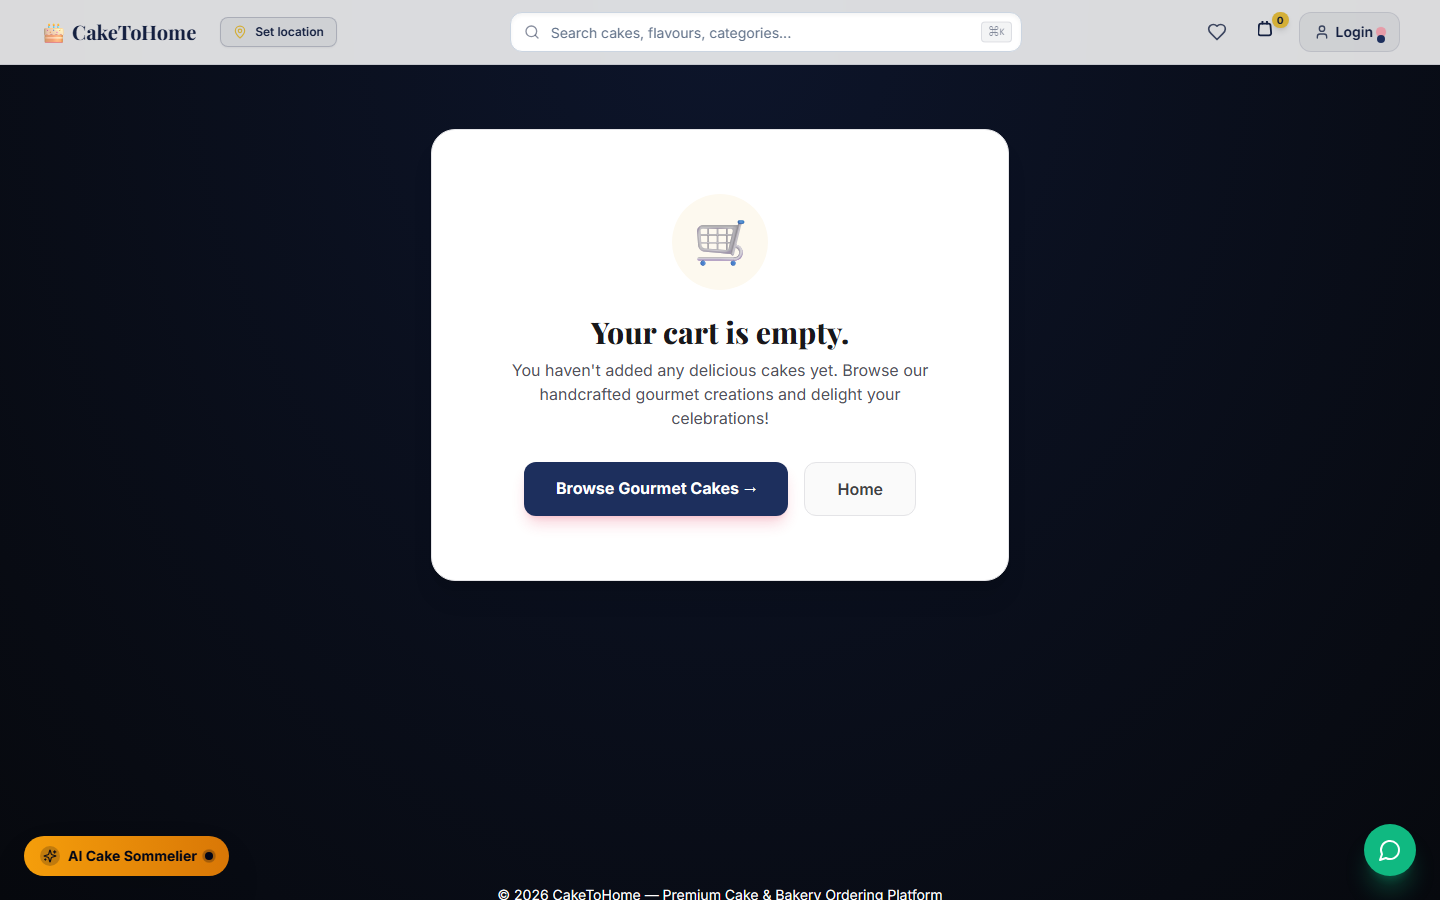 CakeToHome
Set location
Search cakes, flavours, categories...
⌘K
0
Login
Your cart is empty.
You haven't added any delicious cakes yet. Browse our
handcrafted gourmet creations and delight your
celebrations!
Browse Gourmet Cakes →
Home
AI Cake Sommelier
© 2026 CakeToHome — Premium Cake & Bakery Ordering Platform